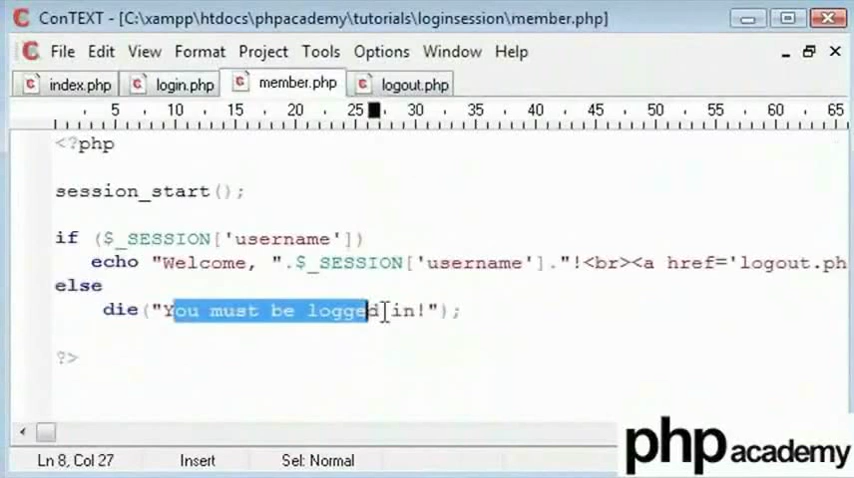 ConTEXT - [C:\xampp\htdocs\phpacademy\tutorials\loginsession\member.php]
File Edit View Format Project Tools Options Window Help
index.php login.php member.php logout.php
5 10 15 20 25 30 35 40 45 50 55 60 65
<?php
session_start();
if ($_SESSION['username'])
echo "Welcome, ".$_SESSION['username']."!<br><a href='logout.ph
else
die("You must be logged in!");
?>
Ln 8, Col 27 Insert Sel: Normal
php academy